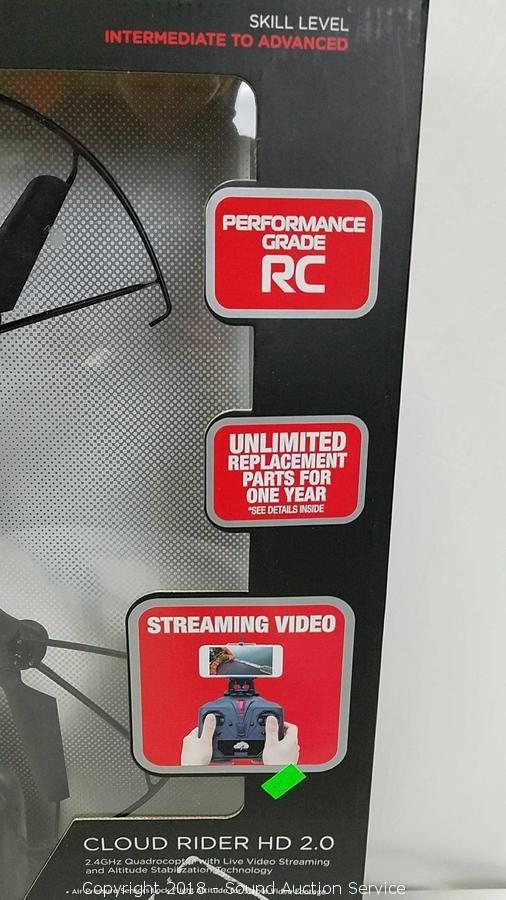 SKILL LEVEL
INTERMEDIATE TO ADVANCED
PERFORMANCE
GRADE
RC
UNLIMITED
REPLACEMENT
PARTS FOR
ONE YEAR
*SEE DETAILS INSIDE
STREAMING VIDEO
CLOUD RIDER HD 2.0
2.4GHz Quadrocopter with Live Video Streaming
and Altitude Stabilization Technology
Copyright 2018 - Sound Auction Service